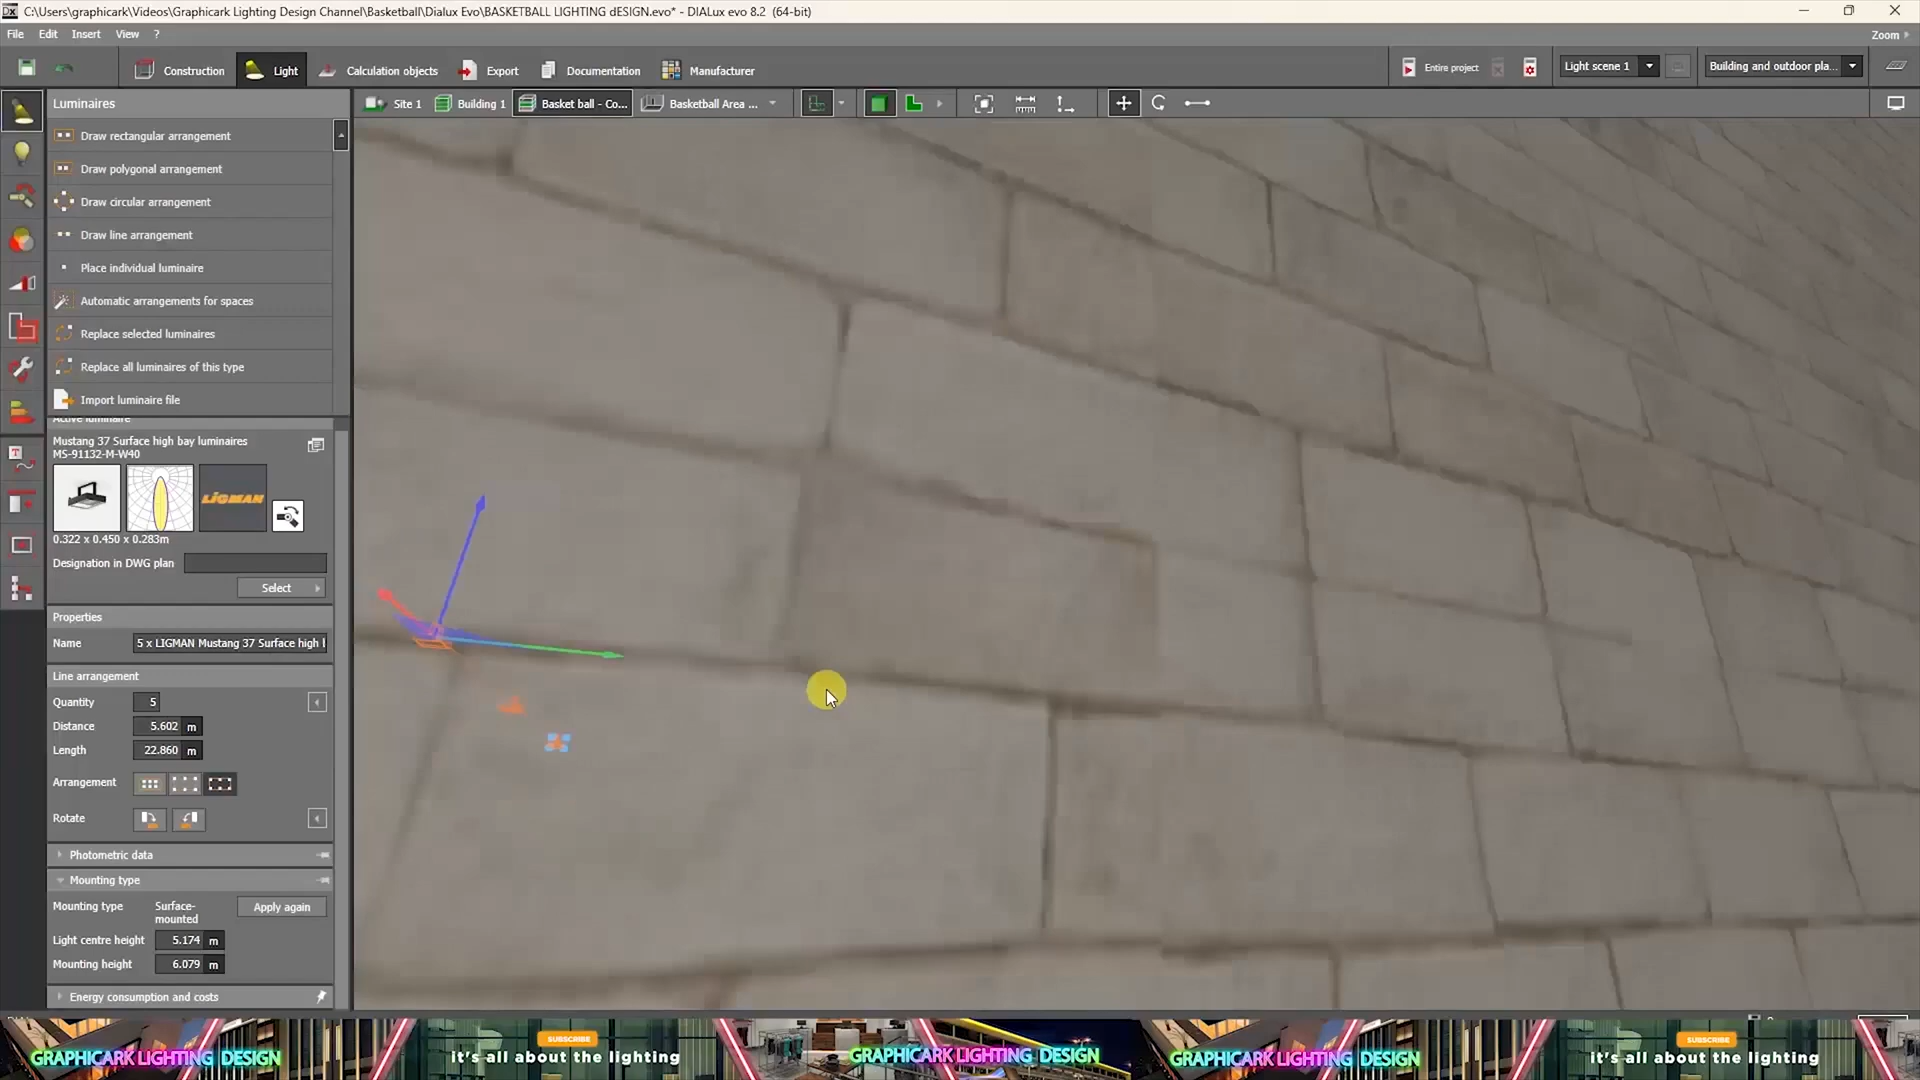 C:\Users\graphicark\Videos\Graphicark Lighting Design Channel\Basketball\Dialux Evo\BASKETBALL LIGHTING dESIGN.evo* - DIALux evo 8.2 (64-bit)
File Edit Insert View ?
Zoom
Construction Light Calculation objects Export Documentation Manufacturer
Entire project Light scene 1 Building and outdoor pla...
Luminaires
Site 1 Building 1 Basket ball - Co... Basketball Area ...
Draw rectangular arrangement
Draw polygonal arrangement
Draw circular arrangement
Draw line arrangement
Place individual luminaire
Automatic arrangements for spaces
Replace selected luminaires
Replace all luminaires of this type
Import luminaire file
Active luminaire
Mustang 37 Surface high bay luminaires
MS-91132-M-W40
LIGMAN
0.322 x 0.450 x 0.283m
Designation in DWG plan
Select
Properties
Name 5 x LIGMAN Mustang 37 Surface high
Line arrangement
Quantity 5
Distance 5.602 m
Length 22.860 m
Arrangement
Rotate
Photometric data
Mounting type
Mounting type Surface-
mounted
Apply again
Light centre height 5.174 m
Mounting height 6.079 m
Energy consumption and costs
GRAPHICARK LIGHTING DESIGN
SUBSCRIBE
it's all about the lighting
GRAPHICARK LIGHTING DESIGN
GRAPHICARK LIGHTING DESIGN
SUBSCRIBE
it's all about the lighting